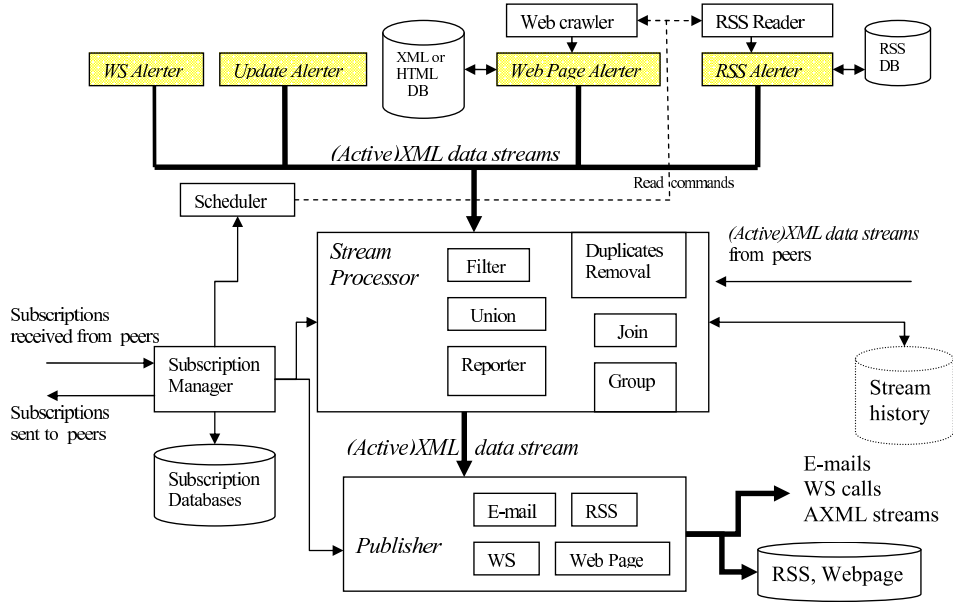 Web crawler
RSS Reader
XML or
HTML
DB
RSS
DB
WS Alerter
Update Alerter
Web Page Alerter
RSS Alerter
(Active)XML data streams
Read commands
Scheduler
Stream
Processor
Filter
Duplicates
Removal
Union
Join
Reporter
Group
(Active)XML data streams
from peers
Subscriptions
received from peers
Subscription
Manager
Subscriptions
sent to peers
Stream
history
Subscription
Databases
(Active)XML data stream
E-mails
WS calls
AXML streams
E-mail
RSS
Publisher
WS
Web Page
RSS, Webpage